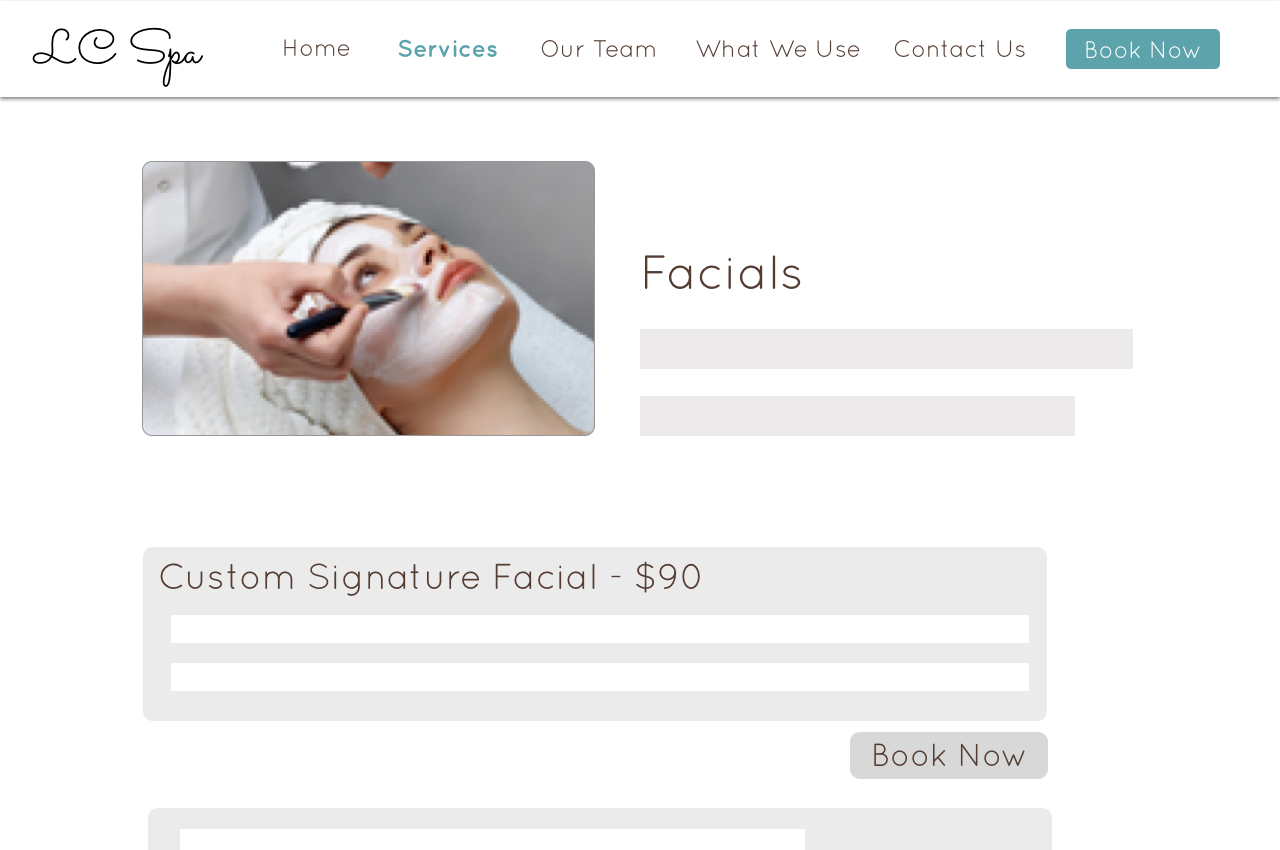 LC Spa
Home
Services
Our Team
What We Use
Contact Us
Book Now
Facials
Custom Signature Facial - $90
Book Now